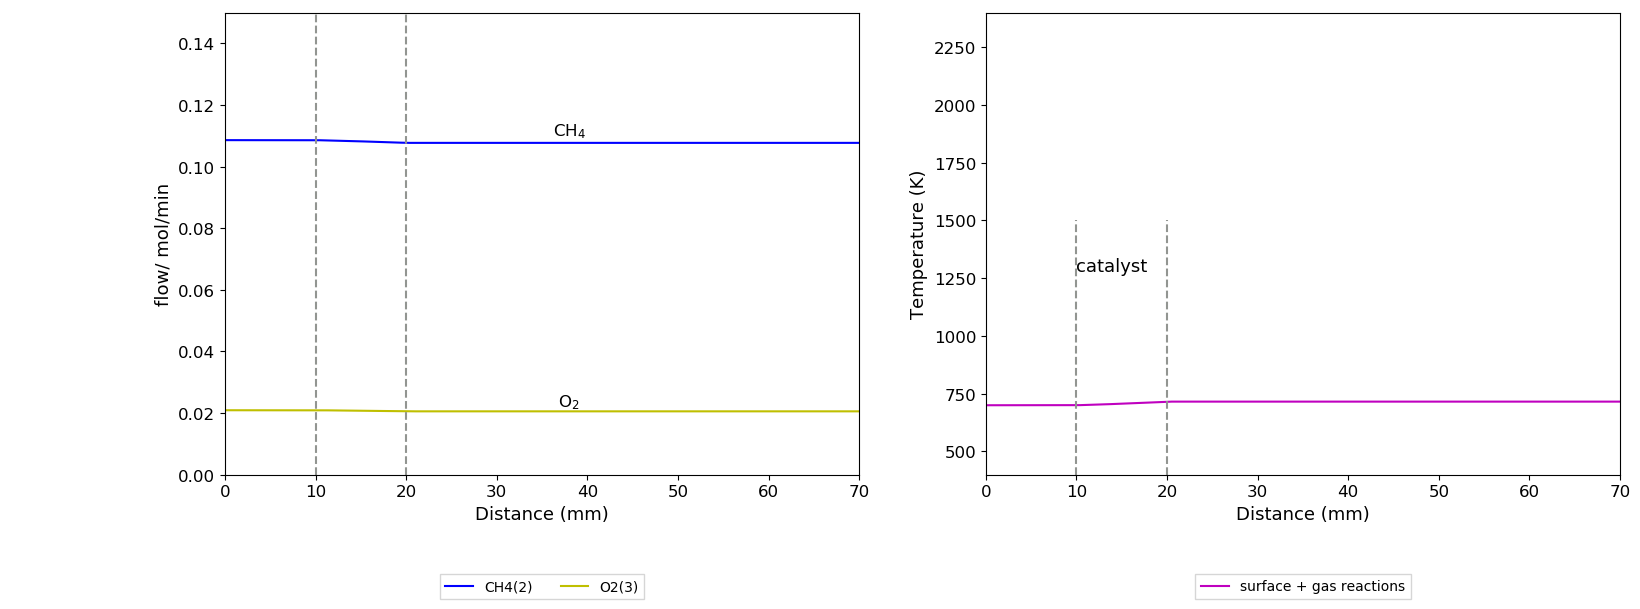 0.14
0.12
0.10
0.08
0.06
0.04
0.02
0.00
flow/ mol/min
CH₄
O₂
0 10 20 30 40 50 60 70
Distance (mm)
CH4(2) O2(3)
2250
2000
1750
1500
1250
1000
750
500
Temperature (K)
catalyst
0 10 20 30 40 50 60 70
Distance (mm)
surface + gas reactions